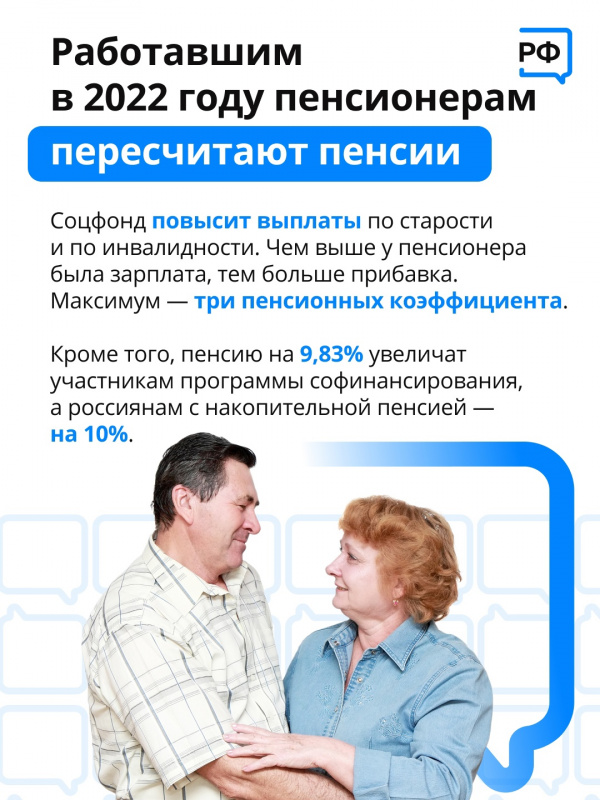 Работавшим
РФ
в 2022 году пенсионерам
пересчитают пенсии
Соцфонд повысит выплаты по старости
и по инвалидности. Чем выше у пенсионера
была зарплата, тем больше прибавка.
Максимум — три пенсионных коэффициента.
Кроме того, пенсию на 9,83% увеличат
участникам программы софинансирования,
а россиянам с накопительной пенсией —
на 10%.